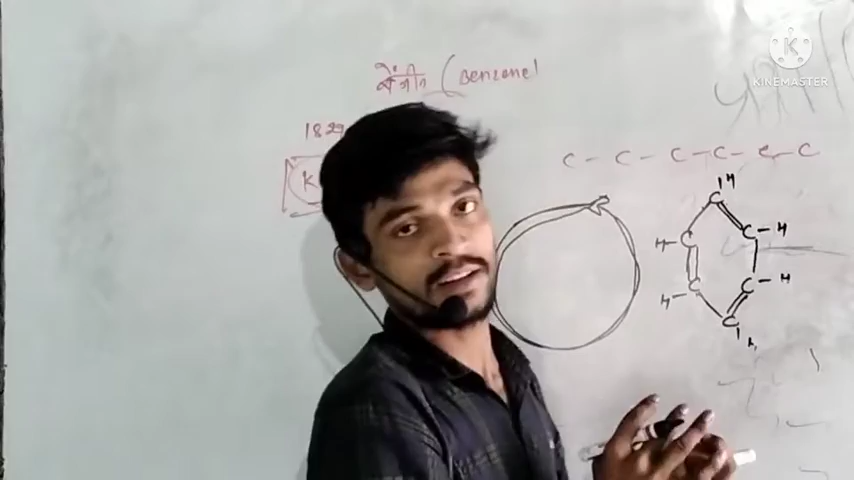 बेंजीन (Benzene)
1829
K
KINEMASTER
C - C - C - C - C - C
H
C
C - H
H - C
C - H
H - C
C
H